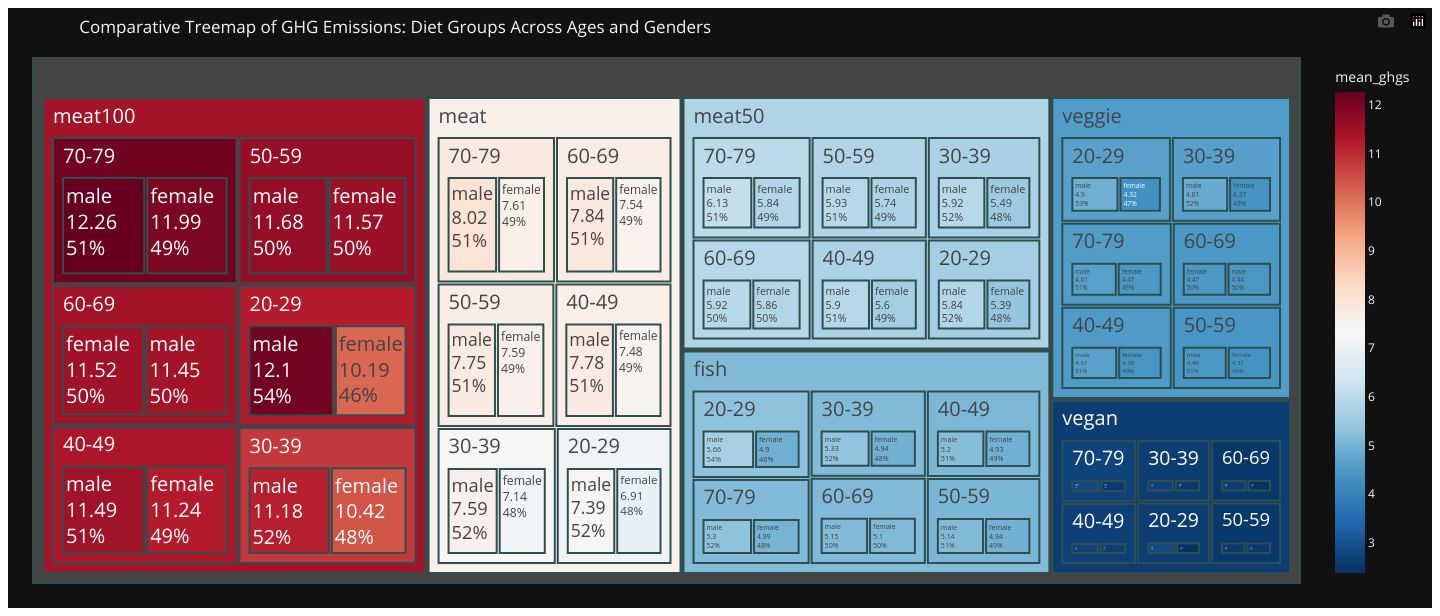 Comparative Treemap of GHG Emissions: Diet Groups Across Ages and Genders
mean_ghgs
12
11
10
9
8
7
6
5
4
3
meat100
70-79
male
12.26
51%
female
11.99
49%
50-59
male
11.68
50%
female
11.57
50%
60-69
female
11.52
50%
male
11.45
50%
20-29
male
12.1
54%
female
10.19
46%
40-49
male
11.49
51%
female
11.24
49%
30-39
male
11.18
52%
female
10.42
48%
meat
70-79
male
8.02
51%
female
7.61
49%
60-69
male
7.84
51%
female
7.54
49%
50-59
male
7.75
51%
female
7.59
49%
40-49
male
7.78
51%
female
7.48
49%
30-39
male
7.59
52%
female
7.14
48%
20-29
male
7.39
52%
female
6.91
48%
meat50
70-79
male
6.13
51%
female
5.84
49%
50-59
male
5.93
51%
female
5.74
49%
30-39
male
5.92
52%
female
5.49
48%
60-69
male
5.92
50%
female
5.86
50%
40-49
male
5.9
51%
female
5.6
49%
20-29
male
5.84
52%
female
5.39
48%
fish
20-29
male
5.66
54%
female
4.9
46%
30-39
male
5.33
52%
female
4.94
48%
40-49
male
5.2
51%
female
4.93
49%
70-79
male
5.3
52%
female
4.99
48%
60-69
male
5.15
50%
female
5.1
50%
50-59
male
5.14
51%
female
4.94
49%
veggie
20-29
male
4.9
53%
female
4.32
47%
30-39
male
4.81
52%
female
4.37
48%
70-79
male
4.61
51%
female
4.47
49%
60-69
male
4.47
50%
male
4.44
50%
40-49
male
4.61
51%
female
49%
50-59
male
4.46
51%
female
4.37
49%
vegan
70-79
30-39
60-69
40-49
20-29
50-59